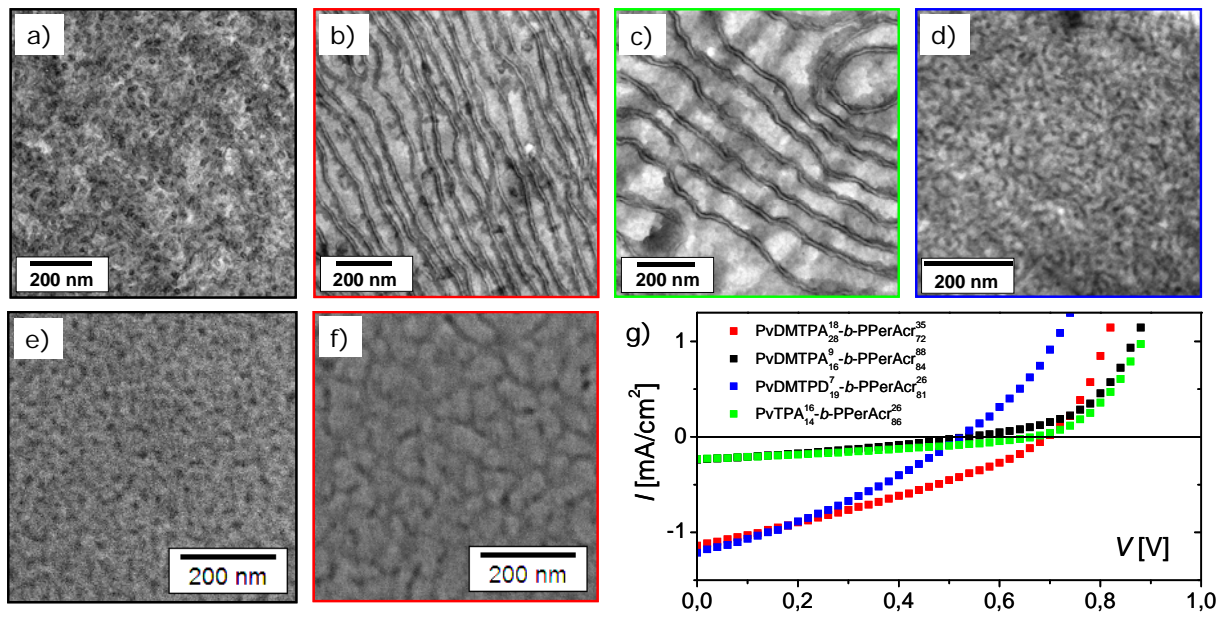 a)
200 nm
b)
200 nm
c)
200 nm
d)
200 nm
e)
200 nm
f)
200 nm
g)
PvDMTPA¹⁸₂₈-b-PPerAcr³⁵₇₂
PvDMTPA⁹₁₆-b-PPerAcr⁸⁸₈₄
PvDMTPD⁷₁₉-b-PPerAcr²⁶₈₁
PvTPA¹⁶₁₄-b-PPerAcr²⁶₈₆
1
0
-1
I [mA/cm²]
V [V]
0,0 0,2 0,4 0,6 0,8 1,0